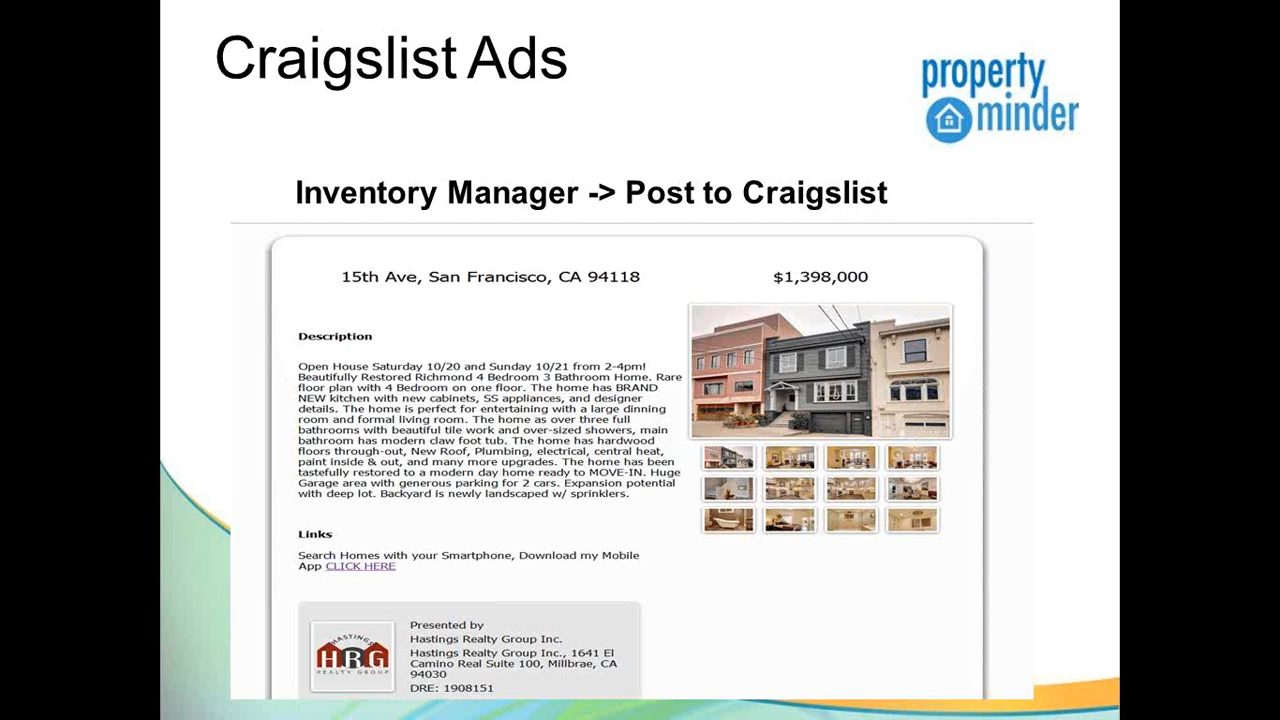 Craigslist Ads
property
minder
Inventory Manager -> Post to Craigslist
15th Ave, San Francisco, CA 94118
$1,398,000
Description
Open House Saturday 10/20 and Sunday 10/21 from 2-4pm!
Beautifully Restored Richmond 4 Bedroom 3 Bathroom Home. Rare
floor plan with 4 Bedroom on one floor. The home has BRAND
NEW kitchen with new cabinets, SS appliances, and designer
details. The home is perfect for entertaining with a large dinning
room and formal living room. The home as over three full
bathrooms with beautiful tile work and over-sized showers, main
bathroom has modern claw foot tub. The home has hardwood
floors through-out, New Roof, Plumbing, electrical, central heat,
paint inside & out, and many more upgrades. The home has been
tastefully restored to a modern day home ready to MOVE-IN. Huge
Garage area with generous parking for 2 cars. Expansion potential
with deep lot. Backyard is newly landscaped w/ sprinklers.
Links
Search Homes with your Smartphone, Download my Mobile
App CLICK HERE
HASTINGS
HRG
REALTY GROUP
Presented by
Hastings Realty Group Inc.
Hastings Realty Group Inc., 1641 El
Camino Real Suite 100, Millbrae, CA
94030
DRE: 1908151